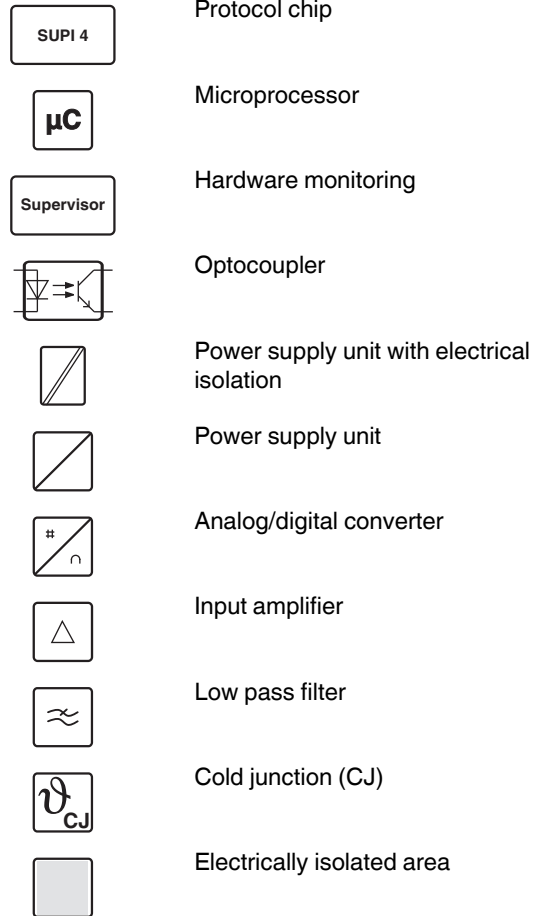 Protocol chip
SUPI 4
Microprocessor
µC
Hardware monitoring
Supervisor
Optocoupler
Power supply unit with electrical
isolation
Power supply unit
Analog/digital converter
#
∩
Input amplifier
Low pass filter
Cold junction (CJ)
ϑCJ
Electrically isolated area